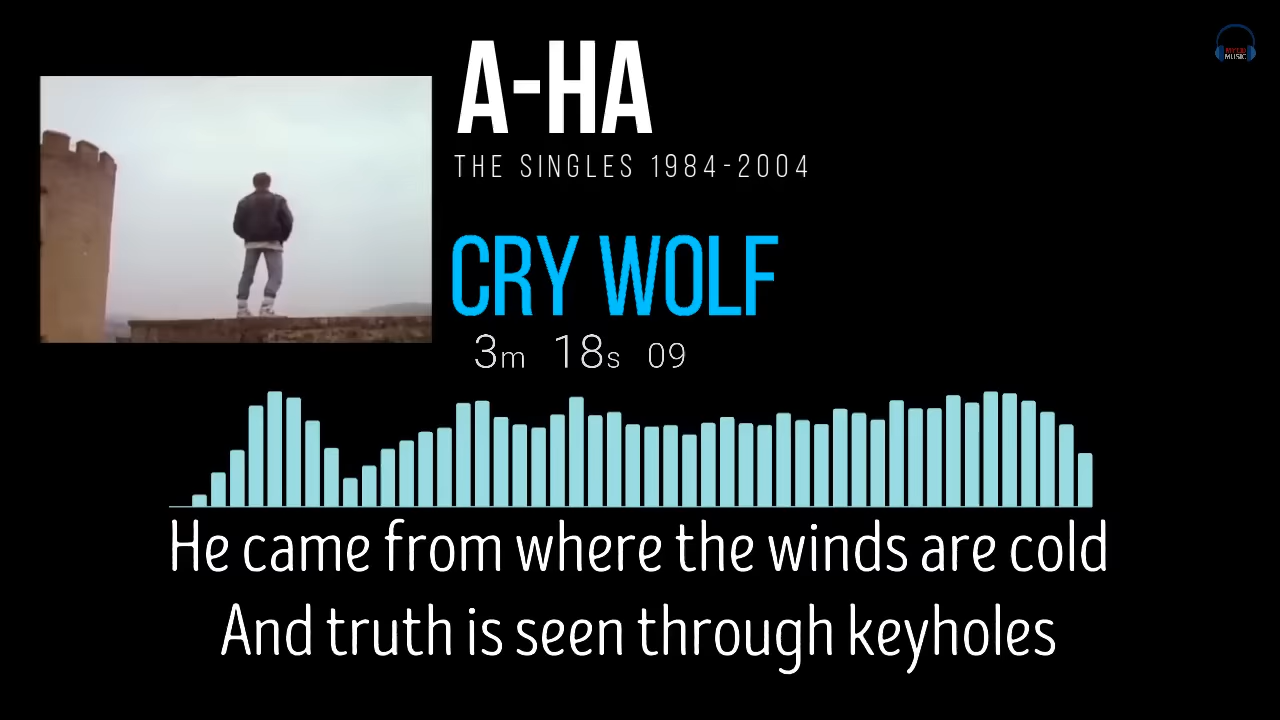 A-HA
THE SINGLES 1984-2004
CRY WOLF
3m 18s 09
He came from where the winds are cold
And truth is seen through keyholes
MUSIC